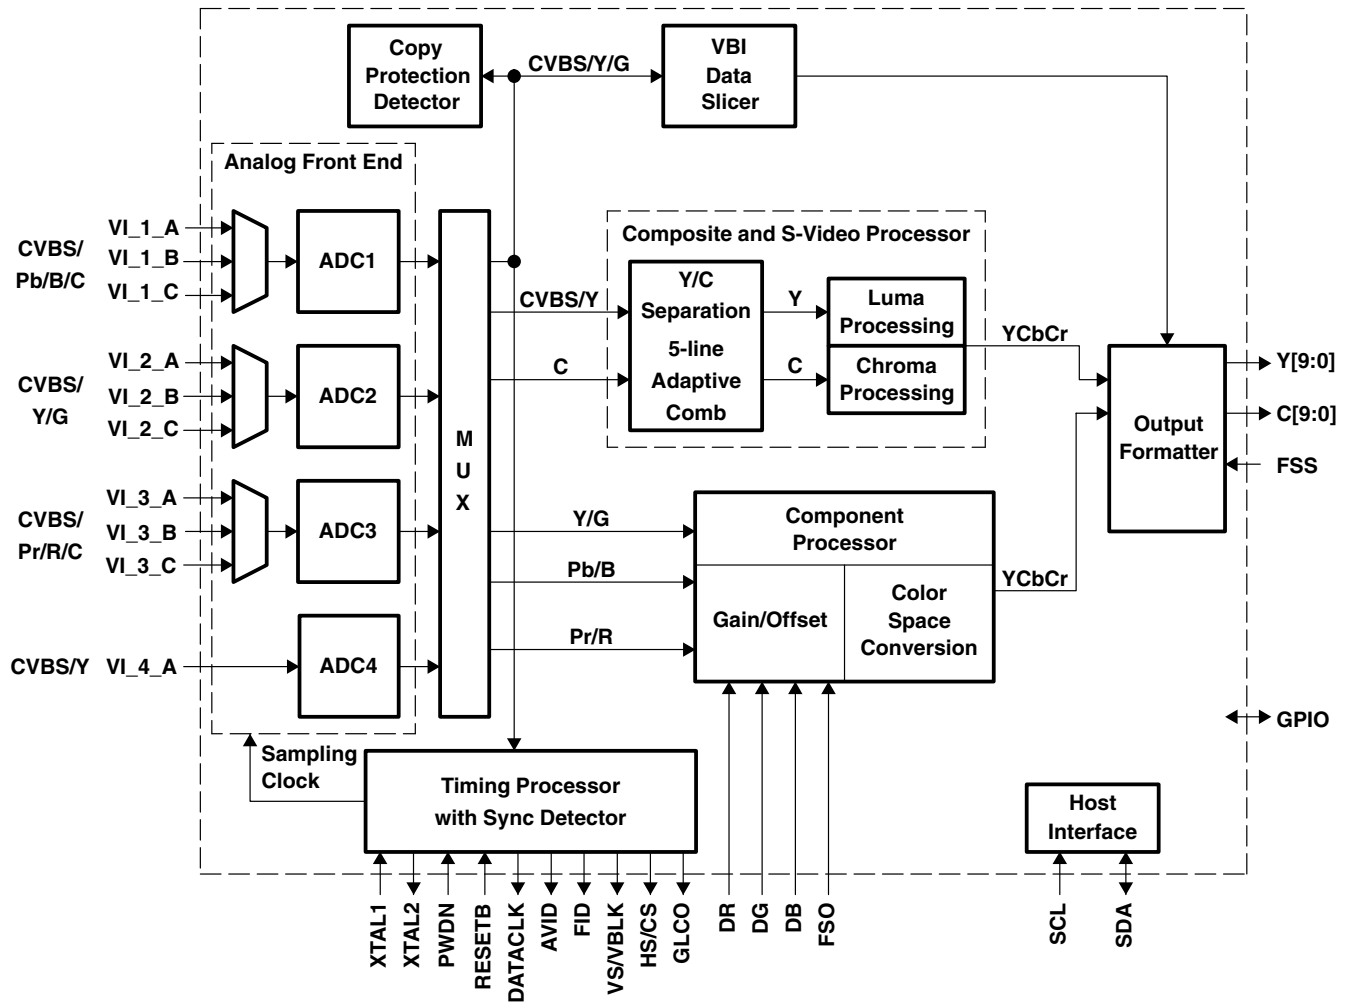 Copy
Protection
Detector
CVBS/Y/G
VBI
Data
Slicer
Analog Front End
CVBS/
Pb/B/C
VI_1_A
VI_1_B
VI_1_C
ADC1
CVBS/
Y/G
VI_2_A
VI_2_B
VI_2_C
ADC2
CVBS/
Pr/R/C
VI_3_A
VI_3_B
VI_3_C
ADC3
CVBS/Y
VI_4_A
ADC4
M
U
X
Composite and S-Video Processor
CVBS/Y
C
Y/C
Separation
5-line
Adaptive
Comb
Y
C
Luma
Processing
Chroma
Processing
YCbCr
Output
Formatter
Y[9:0]
C[9:0]
FSS
Y/G
Pb/B
Pr/R
Component
Processor
Gain/Offset
Color
Space
Conversion
YCbCr
GPIO
Sampling
Clock
Timing Processor
with Sync Detector
Host
Interface
XTAL1
XTAL2
PWDN
RESETB
DATACLK
AVID
FID
VS/VBLK
HS/CS
GLCO
DR
DG
DB
FSO
SCL
SDA